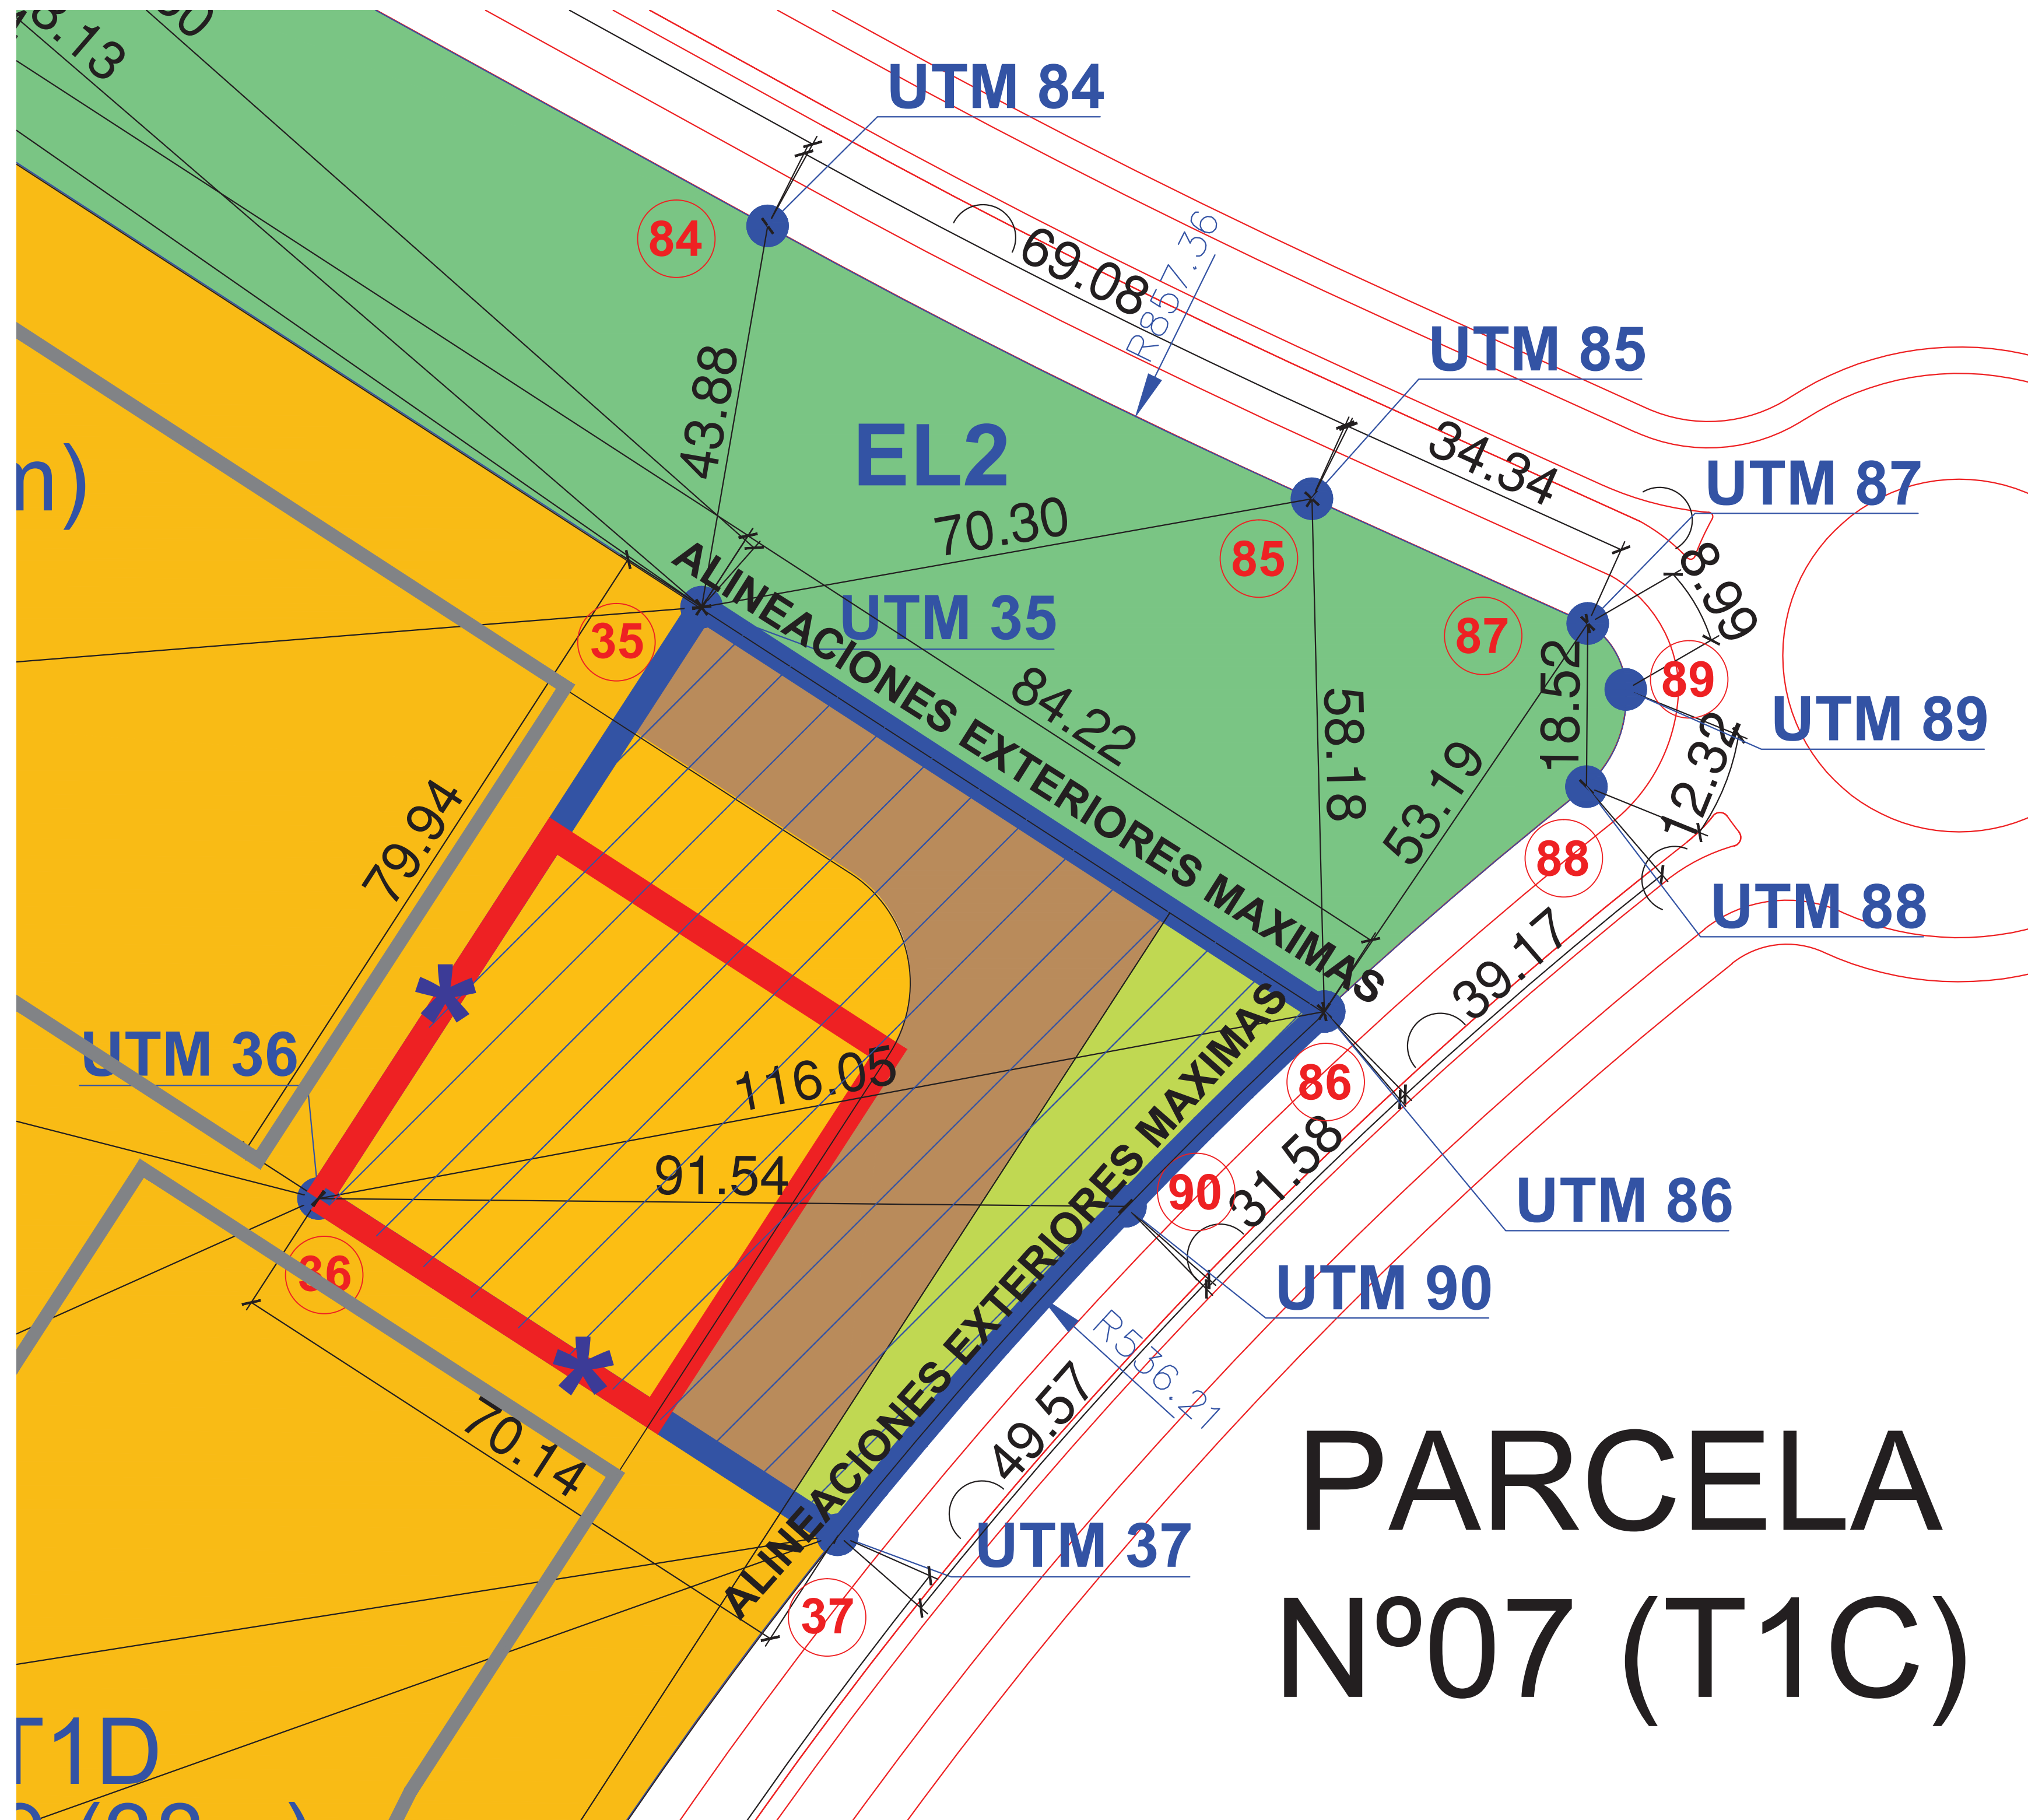 UTM 84
84
69.08
R857.36
UTM 85
43.88
EL2
34.34
UTM 87
m)
70.30
85
8.99
35
UTM 35
87
18.52
89
UTM 89
ALINEACIONES EXTERIORES MAXIMAS
84.22
58.18
53.19
12.32
79.94
88
UTM 88
39.17
*
UTM 36
116.05
86
91.54
ALINEACIONES EXTERIORES MAXIMAS
90
31.58
UTM 86
36
UTM 90
*
R536.21
70.14
49.57
UTM 37
37
PARCELA
Nº07 (T1C)
T1D